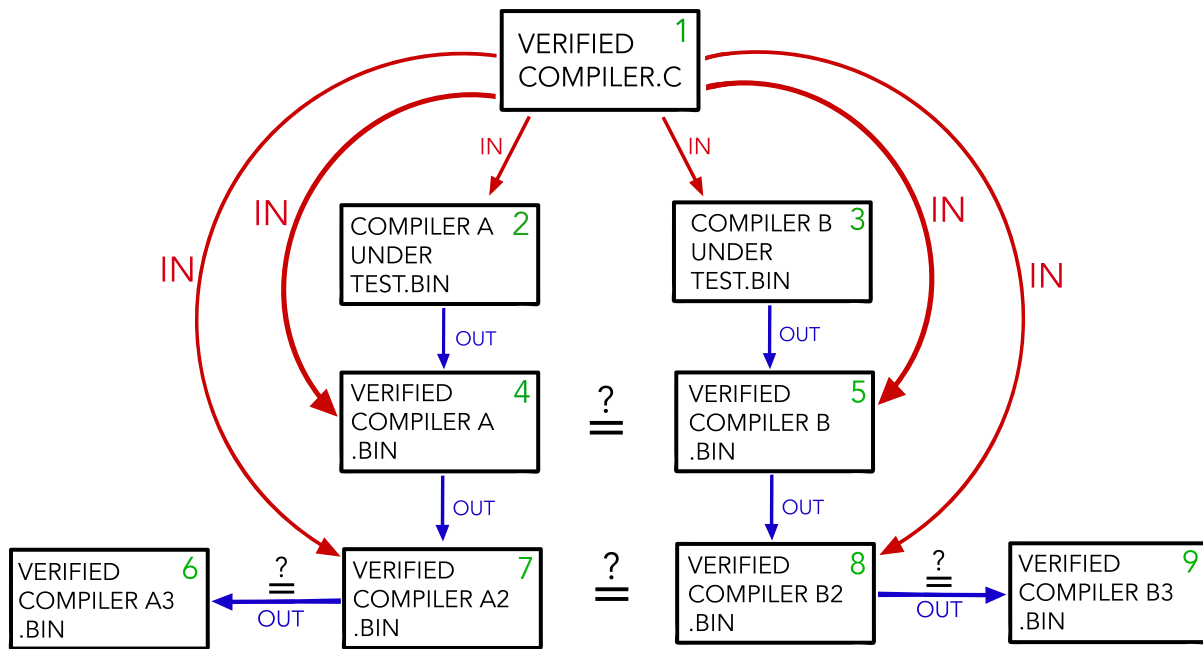 1
VERIFIED
COMPILER.C
IN
IN
IN
IN
IN
IN
COMPILER A 2
UNDER
TEST.BIN
COMPILER B 3
UNDER
TEST.BIN
OUT
OUT
VERIFIED 4
COMPILER A
.BIN
?
=
VERIFIED 5
COMPILER B
.BIN
OUT
OUT
VERIFIED 6
COMPILER A3
.BIN
?
=
OUT
VERIFIED 7
COMPILER A2
.BIN
?
=
VERIFIED 8
COMPILER B2
.BIN
?
=
OUT
VERIFIED 9
COMPILER B3
.BIN